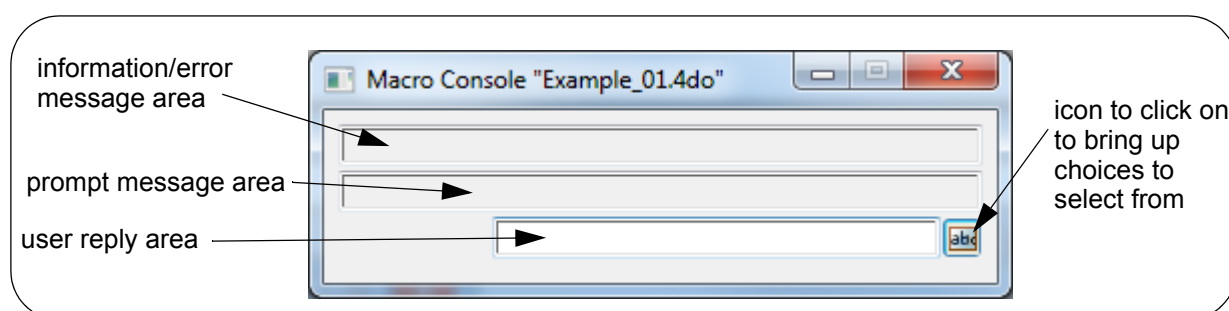 information/error
message area
Macro Console "Example_01.4do"
prompt message area
user reply area
abc
icon to click on
to bring up
choices to
select from